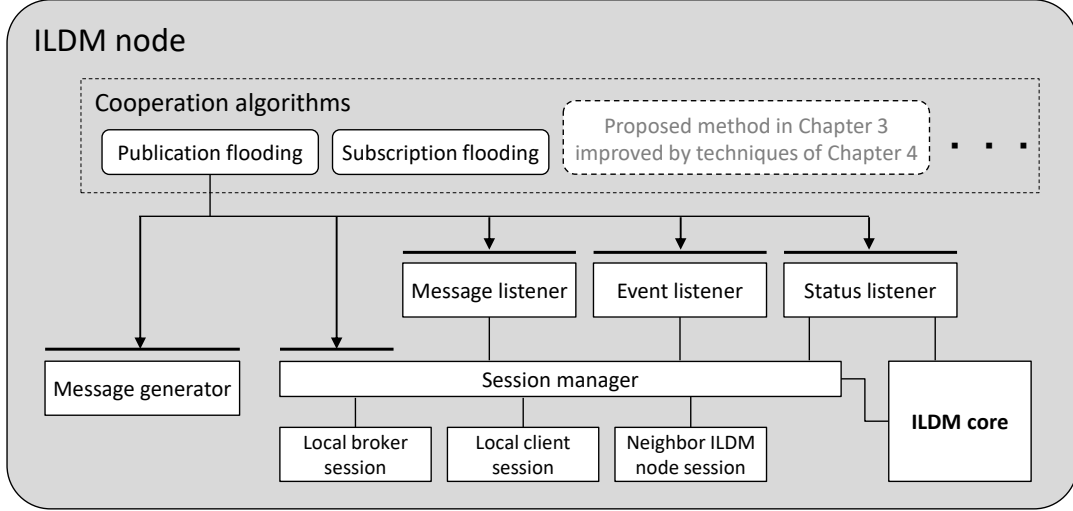 ILDM node
Cooperation algorithms
Publication flooding
Subscription flooding
Proposed method in Chapter 3
improved by techniques of Chapter 4
. . .
Message listener
Event listener
Status listener
Message generator
Session manager
ILDM core
Local broker
session
Local client
session
Neighbor ILDM
node session